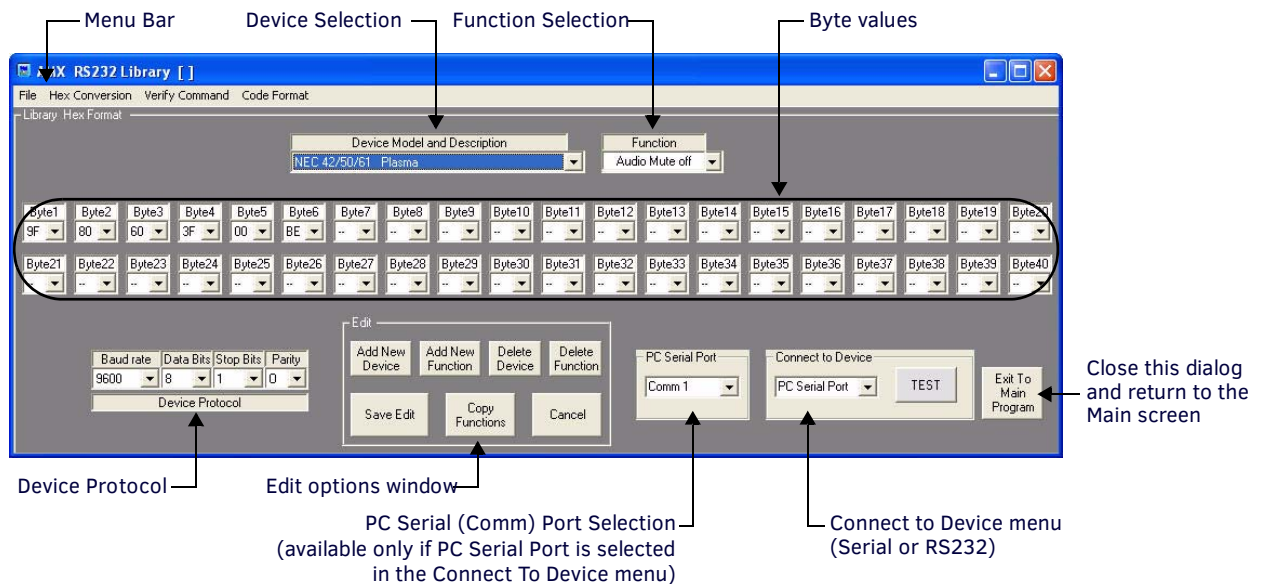 Menu Bar
Device Selection
Function Selection
Byte values
AMX RS232 Library [ ]
File Hex Conversion Verify Command Code Format
Library Hex Format
Device Model and Description
Function
NEC 42/50/61 Plasma
Audio Mute off
Byte1 Byte2 Byte3 Byte4 Byte5 Byte6 Byte7 Byte8 Byte9 Byte10 Byte11 Byte12 Byte13 Byte14 Byte15 Byte16 Byte17 Byte18 Byte19 Byte20
9F 80 60 3F 00 BE -- -- -- -- -- -- -- -- -- -- -- -- -- --
Byte21 Byte22 Byte23 Byte24 Byte25 Byte26 Byte27 Byte28 Byte29 Byte30 Byte31 Byte32 Byte33 Byte34 Byte35 Byte36 Byte37 Byte38 Byte39 Byte40
-- -- -- -- -- -- -- -- -- -- -- -- -- -- -- -- -- -- -- --
Baud rate Data Bits Stop Bits Parity
9600 8 1 O
Device Protocol
Edit
Add New
Device
Add New
Function
Delete
Device
Delete
Function
Save Edit
Copy
Functions
Cancel
PC Serial Port
Comm 1
Connect to Device
PC Serial Port
TEST
Exit To
Main
Program
Close this dialog
and return to the
Main screen
Device Protocol
Edit options window
PC Serial (Comm) Port Selection
(available only if PC Serial Port is selected
in the Connect To Device menu)
Connect to Device menu
(Serial or RS232)